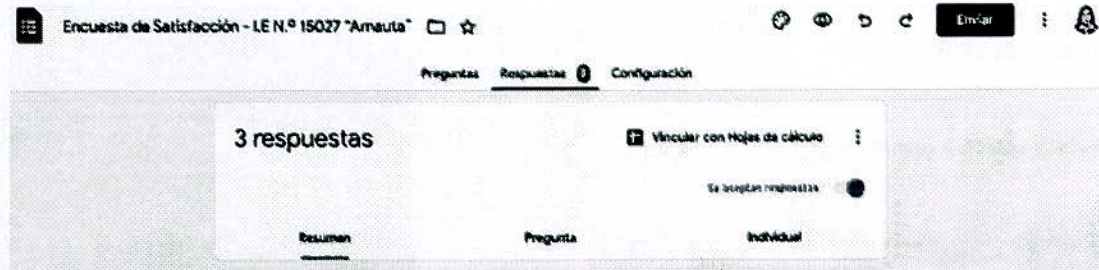 Encuesta de Satisfacción - I.E N.º 15027 "Amauta"
Enviar
Preguntas Respuestas 3 Configuración
3 respuestas
Vincular con Hojas de cálculo
Se aceptan respuestas
Resumen Pregunta Individual